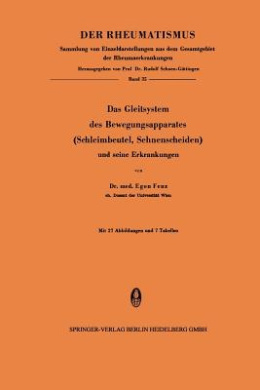 DER RHEUMATISMUS
Sammlung von Einzeldarstellungen aus dem Gesamtgebiet
der Rheumaerkrankungen
Herausgegeben von Prof. Dr. Rudolf Schoen-Göttingen
Band 32
Das Gleitsystem
des Bewegungsapparates
(Schleimbeutel, Sehnenscheiden)
und seine Erkrankungen
von
Dr. med. Egon Fenz
eh. Dozent der Universität Wien
Mit 27 Abbildungen und 7 Tabellen
SPRINGER-VERLAG BERLIN HEIDELBERG GMBH